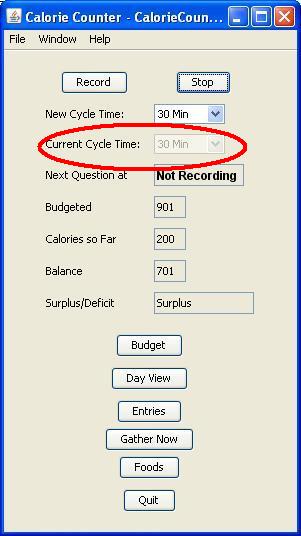 Calorie Counter - CalorieCoun...
File Window Help
Record Stop
New Cycle Time: 30 Min
Current Cycle Time: 30 Min
Next Question at Not Recording
Budgeted 901
Calories so Far 200
Balance 701
Surplus/Deficit Surplus
Budget
Day View
Entries
Gather Now
Foods
Quit